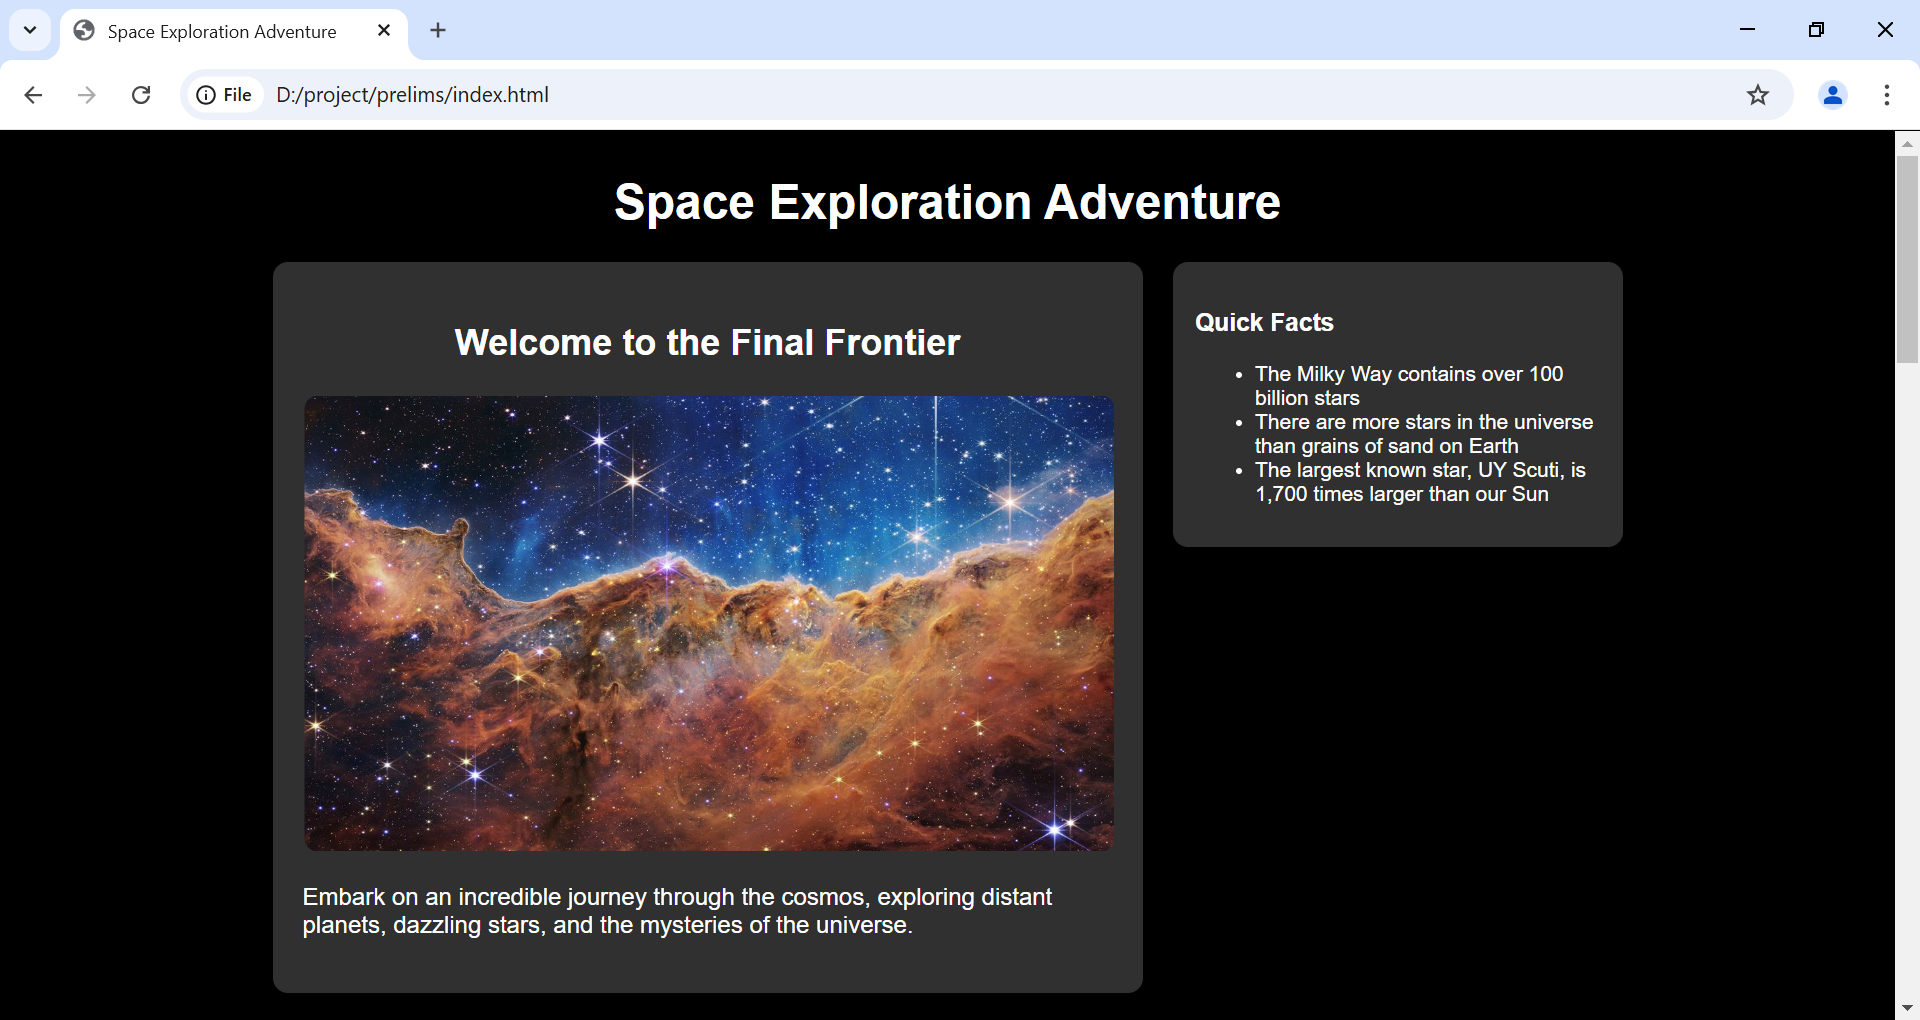 Space Exploration Adventure
File
D:/project/prelims/index.html
Space Exploration Adventure
Welcome to the Final Frontier
Embark on an incredible journey through the cosmos, exploring distant
planets, dazzling stars, and the mysteries of the universe.
Quick Facts
• The Milky Way contains over 100
billion stars
• There are more stars in the universe
than grains of sand on Earth
• The largest known star, UY Scuti, is
1,700 times larger than our Sun